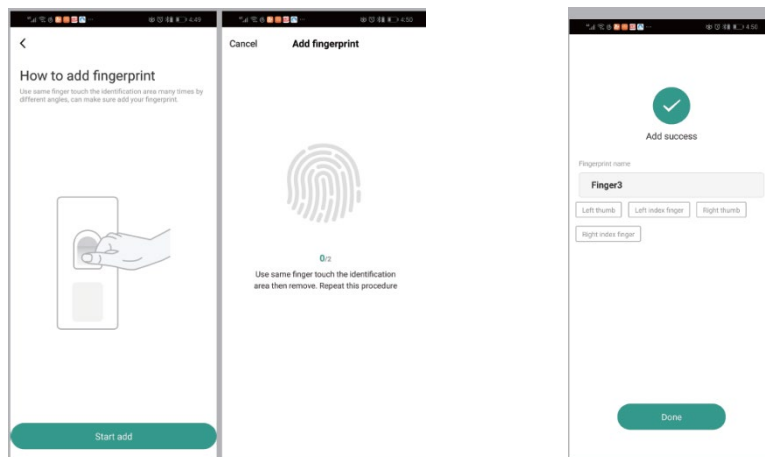 4:49
How to add fingerprint
Use same finger touch the identification area many times by
different angles, can make sure add your fingerprint.
Start add
4:50
Cancel Add fingerprint
0/2
Use same finger touch the identification
area then remove. Repeat this procedure
4:50
Add success
Fingerprint name
Finger3
Left thumb Left index finger Right thumb
Right index finger
Done